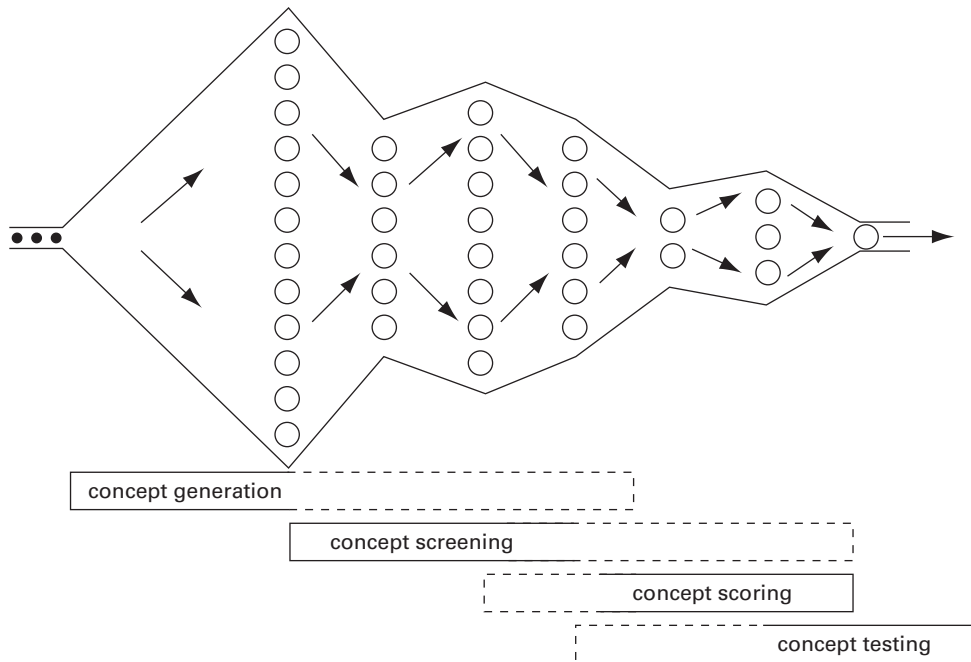 concept generation
concept screening
concept scoring
concept testing